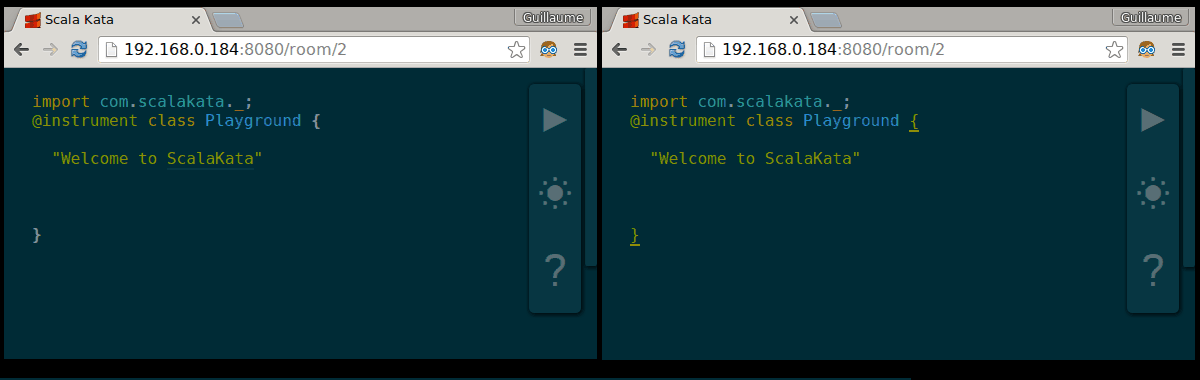 Scala Kata
Guillaume
192.168.0.184:8080/room/2
import com.scalakata._;
@instrument class Playground {
"Welcome to ScalaKata"
}
?
Scala Kata
Guillaume
192.168.0.184:8080/room/2
import com.scalakata._;
@instrument class Playground {
"Welcome to ScalaKata"
}
?